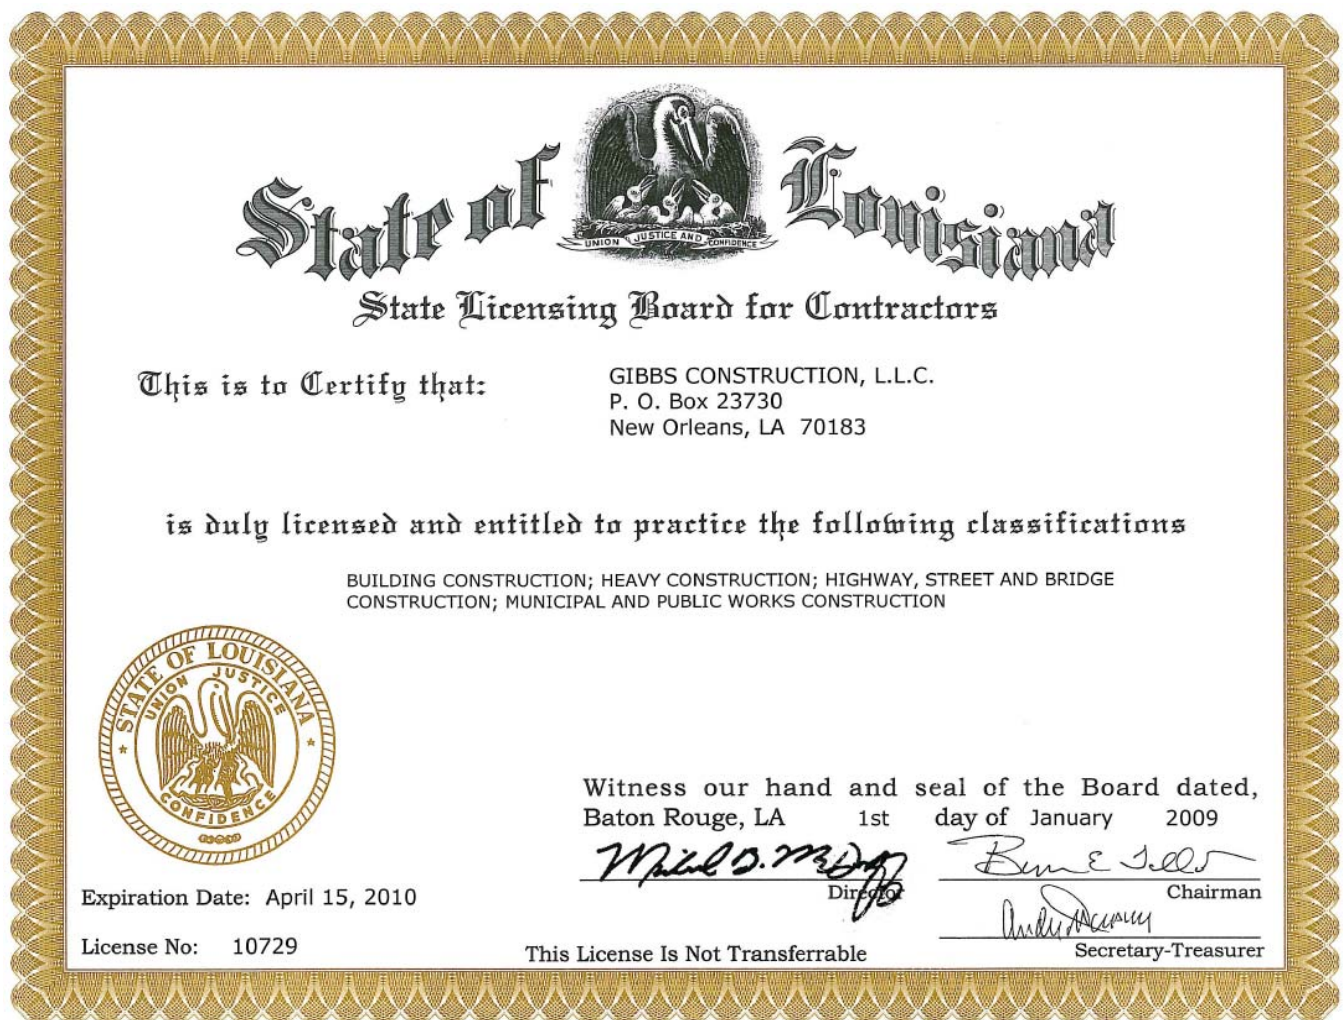 State of Louisiana
UNION JUSTICE AND CONFIDENCE
State Licensing Board for Contractors
This is to Certify that:
GIBBS CONSTRUCTION, L.L.C.
P. O. Box 23730
New Orleans, LA 70183
is duly licensed and entitled to practice the following classifications
BUILDING CONSTRUCTION; HEAVY CONSTRUCTION; HIGHWAY, STREET AND BRIDGE
CONSTRUCTION; MUNICIPAL AND PUBLIC WORKS CONSTRUCTION
STATE OF LOUISIANA
UNION JUSTICE
CONFIDENCE
Witness our hand and seal of the Board dated,
Baton Rouge, LA 1st day of January 2009
Director
Chairman
Expiration Date: April 15, 2010
Secretary-Treasurer
License No: 10729
This License Is Not Transferrable